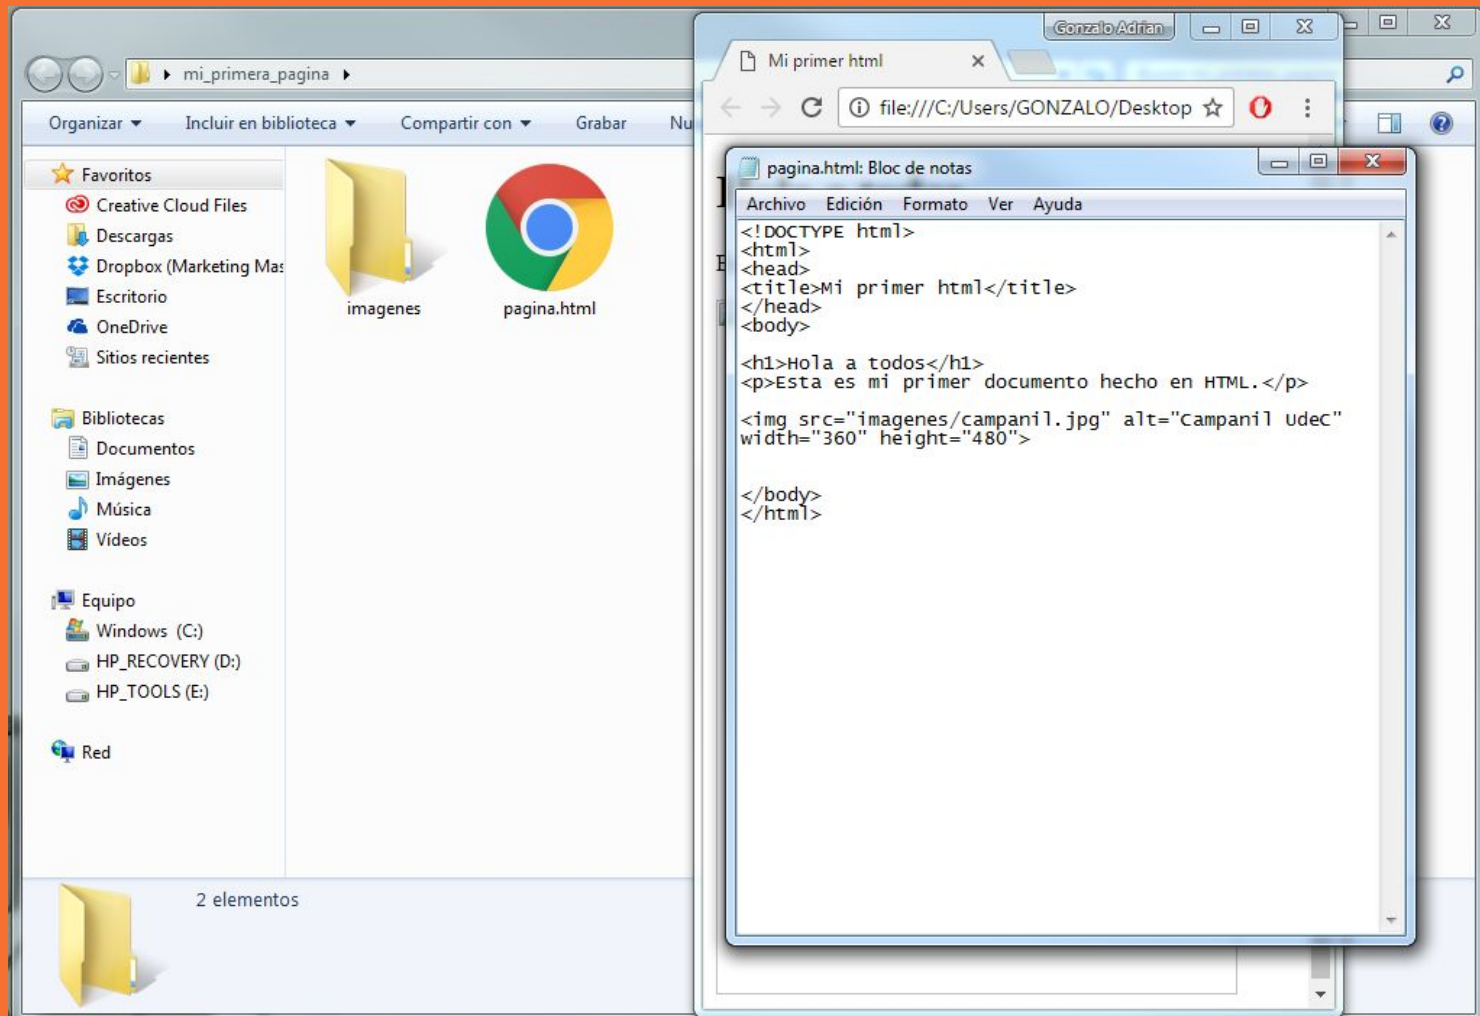 mi_primera_pagina
Organizar
Incluir en biblioteca
Compartir con
Grabar
Nu
Favoritos
Creative Cloud Files
Descargas
Dropbox (Marketing Mas
Escritorio
OneDrive
Sitios recientes
Bibliotecas
Documentos
Imágenes
Música
Vídeos
Equipo
Windows (C:)
HP_RECOVERY (D:)
HP_TOOLS (E:)
Red
imagenes
pagina.html
2 elementos
Gonzalo Adrian
Mi primer html
file:///C:/Users/GONZALO/Desktop
pagina.html: Bloc de notas
Archivo Edición Formato Ver Ayuda
<!DOCTYPE html>
<html>
<head>
<title>Mi primer html</title>
</head>
<body>
<h1>Hola a todos</h1>
<p>Esta es mi primer documento hecho en HTML.</p>
<img src="imagenes/campanil.jpg" alt="Campanil UdeC"
width="360" height="480">
</body>
</html>